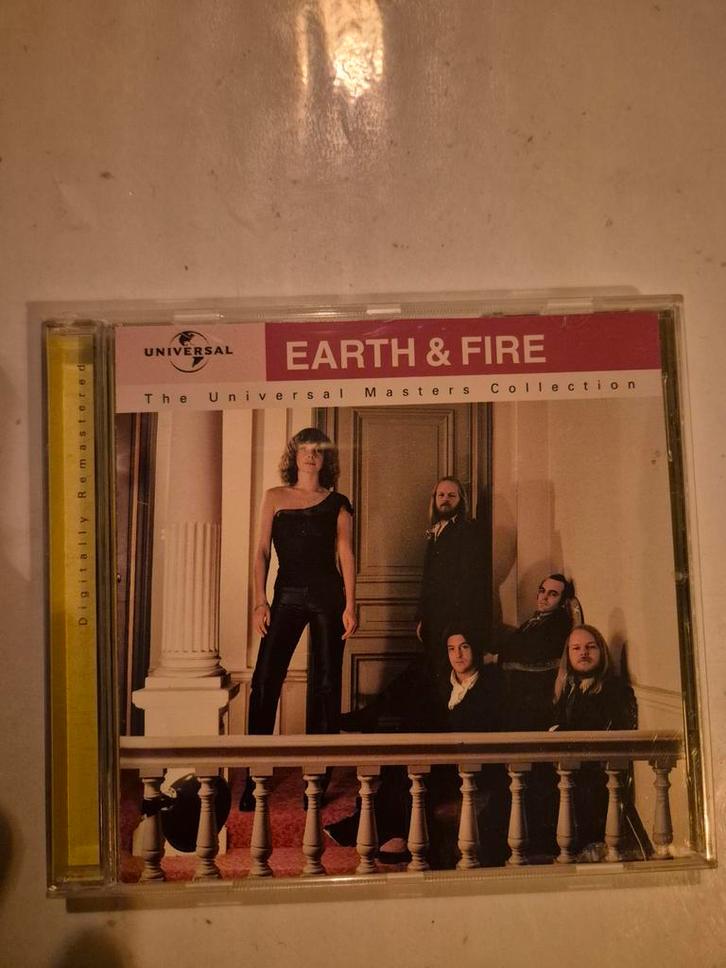 UNIVERSAL
EARTH & FIRE
The Universal Masters Collection
Digitally Remastered